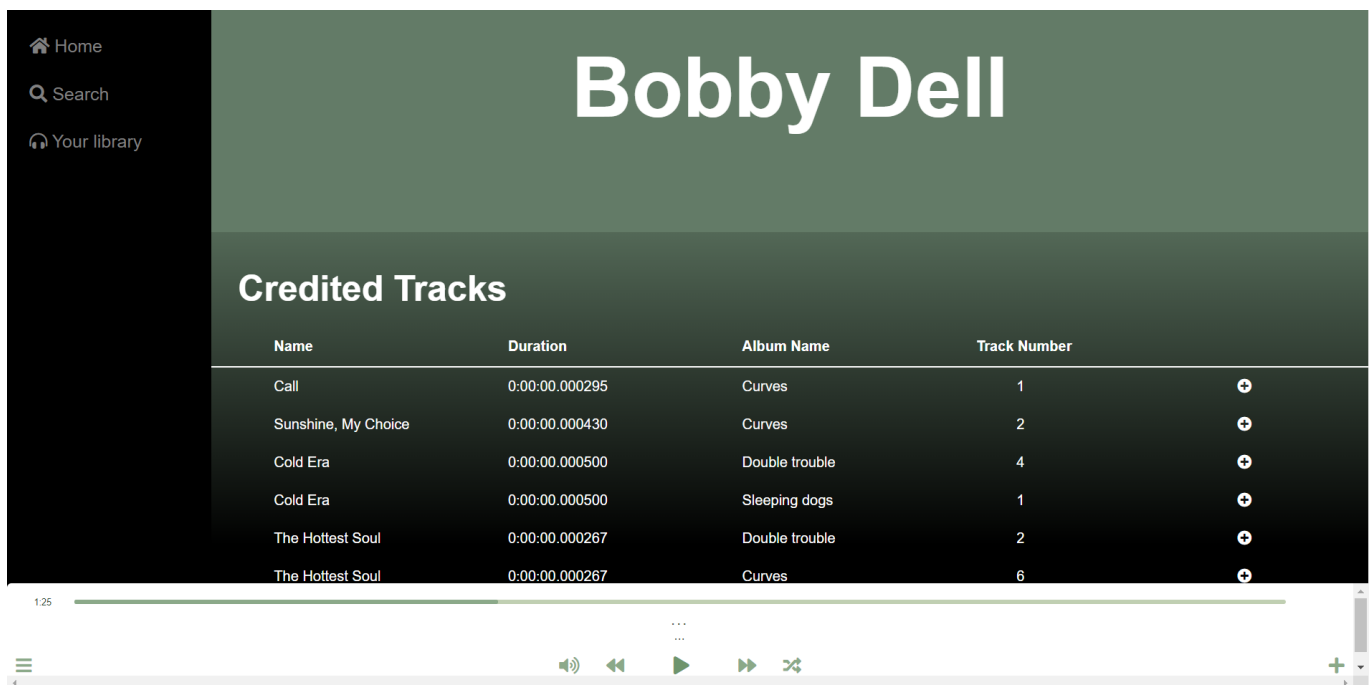 Home
Search
Your library
Bobby Dell
Credited Tracks
Name Duration Album Name Track Number
Call 0:00:00.000295 Curves 1
Sunshine, My Choice 0:00:00.000430 Curves 2
Cold Era 0:00:00.000500 Double trouble 4
Cold Era 0:00:00.000500 Sleeping dogs 1
The Hottest Soul 0:00:00.000267 Double trouble 2
The Hottest Soul 0:00:00.000267 Curves 6
1:25
...
...